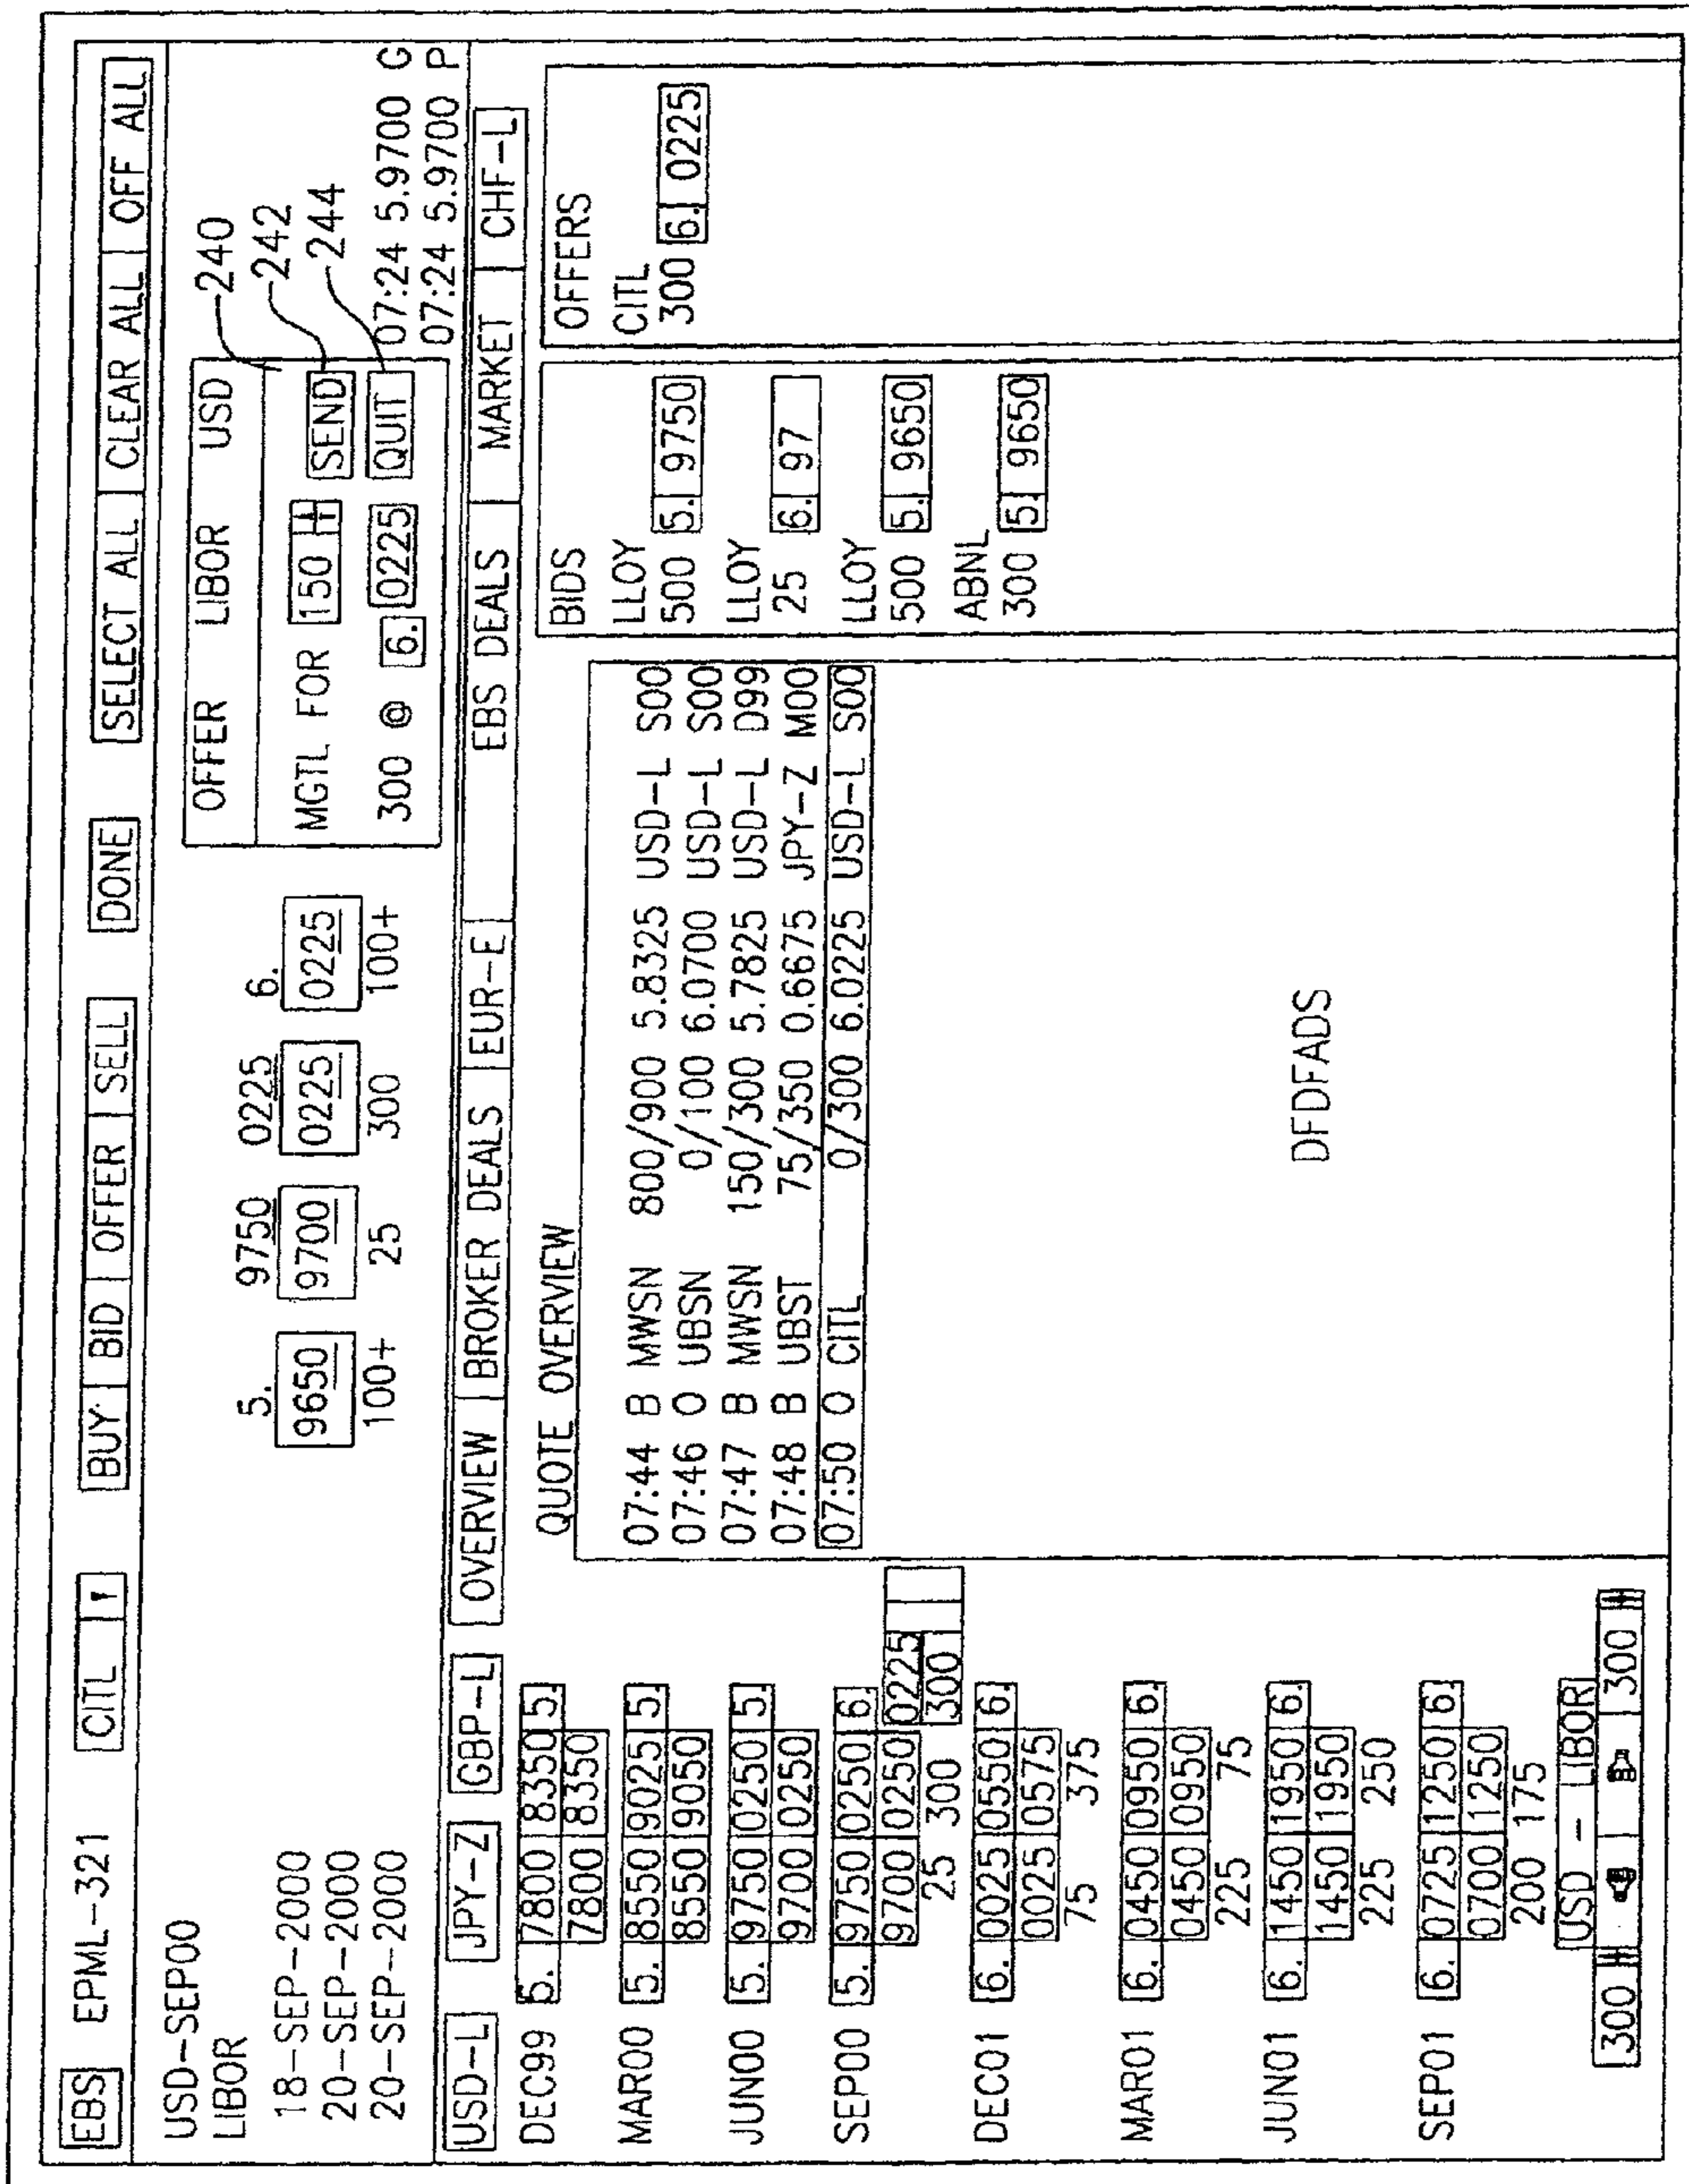 EBS EPML-321 CITL BUY BID OFFER SELL DONE SELECT ALL CLEAR ALL OFF ALL
USD-SEP00
LIBOR
18-SEP-2000
20-SEP-2000
20-SEP-2000
5. 9750 0225 6.
9650 9700 0225 0225
100+ 25 300 100+
OFFER LIBOR USD
MGTL FOR 150 SEND
300 @ 6. 0225 QUIT
240
242
244
07:24 5.9700 G
07:24 5.9700 P
USD-L JPY-Z GBP-L OVERVIEW BROKER DEALS EUR-E EBS DEALS MARKET CHF-L
DEC99 5. 7800 8350 5.
7800 8350
MAR00 5. 8550 9025 5.
8550 9050
JUN00 5. 9750 0250 5.
9700 0250
SEP00 5. 9750 0250 6.
9700 0250 0225
25 300 300
DEC01 6. 0025 0550 6.
0025 0575
75 375
MAR01 6. 0450 0950 6.
0450 0950
225 75
JUN01 6. 1450 1950 6.
1450 1950
225 250
SEP01 6. 0725 1250 6.
0700 1250
200 175
USD - LIBOR
300 300
QUOTE OVERVIEW
07:44 B MWSN 800/900 5.8325 USD-L S00
07:46 O UBSN 0/100 6.0700 USD-L S00
07:47 B MWSN 150/300 5.7825 USD-L D99
07:48 B UBST 75/350 0.6675 JPY-Z M00
07:50 O CITL 0/300 6.0225 USD-L S00
DFDFADS
BIDS
LLOY
500 5. 9750
LLOY
25 6. 97
LLOY
500 5. 9650
ABNL
300 5. 9650
OFFERS
CITL
300 6. 0225